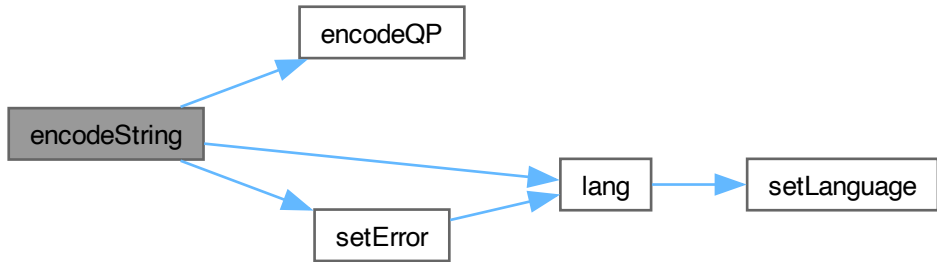 encodeQP
encodeString
lang
setLanguage
setError